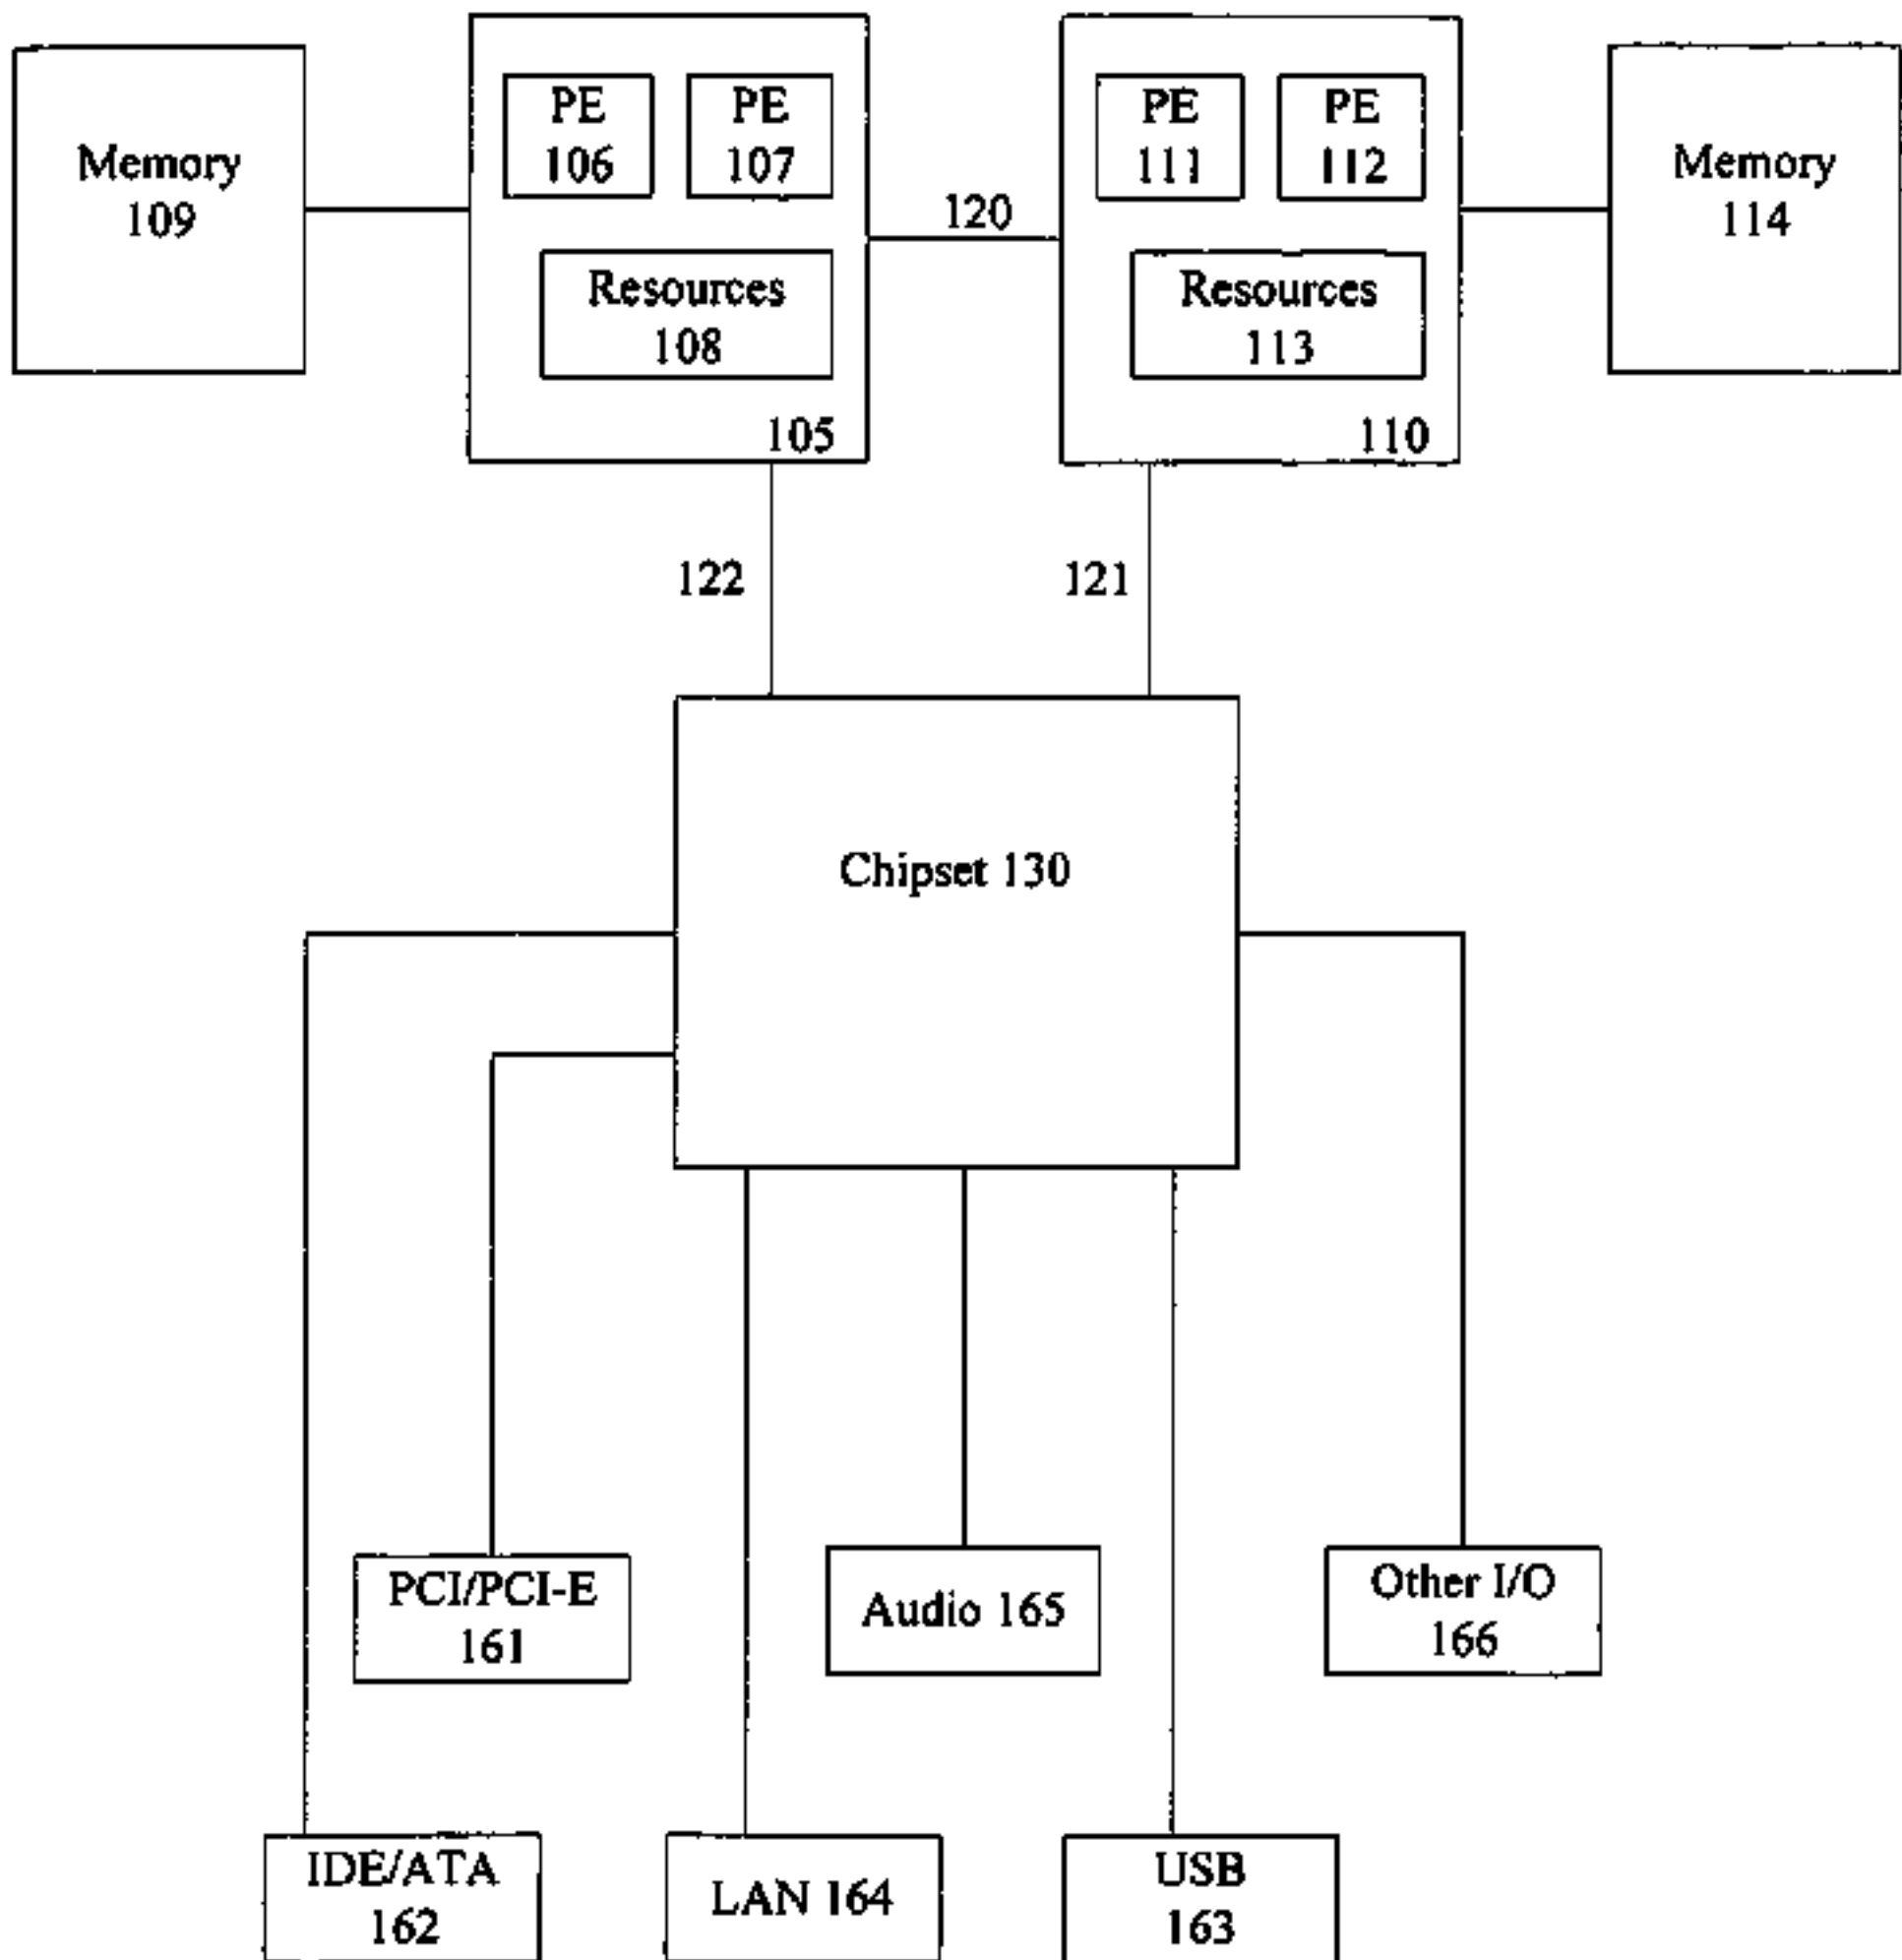 Memory
109
PE
106
PE
107
Resources
108
105
120
PE
111
PE
112
Resources
113
110
Memory
114
122
121
Chipset 130
PCI/PCI-E
161
Audio 165
Other I/O
166
IDE/ATA
162
LAN 164
USB
163